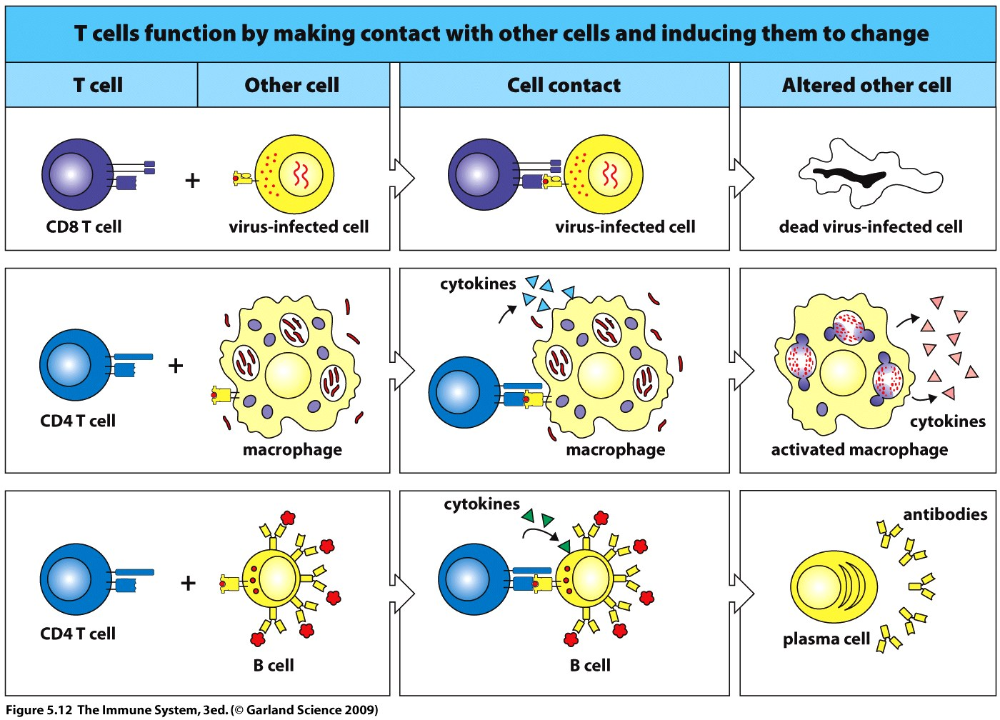 T cells function by making contact with other cells and inducing them to change
T cell
Other cell
Cell contact
Altered other cell
+
CD8 T cell
virus-infected cell
virus-infected cell
dead virus-infected cell
cytokines
+
CD4 T cell
macrophage
macrophage
cytokines
activated macrophage
cytokines
antibodies
+
CD4 T cell
B cell
B cell
plasma cell
Figure 5.12 The Immune System, 3ed. (© Garland Science 2009)